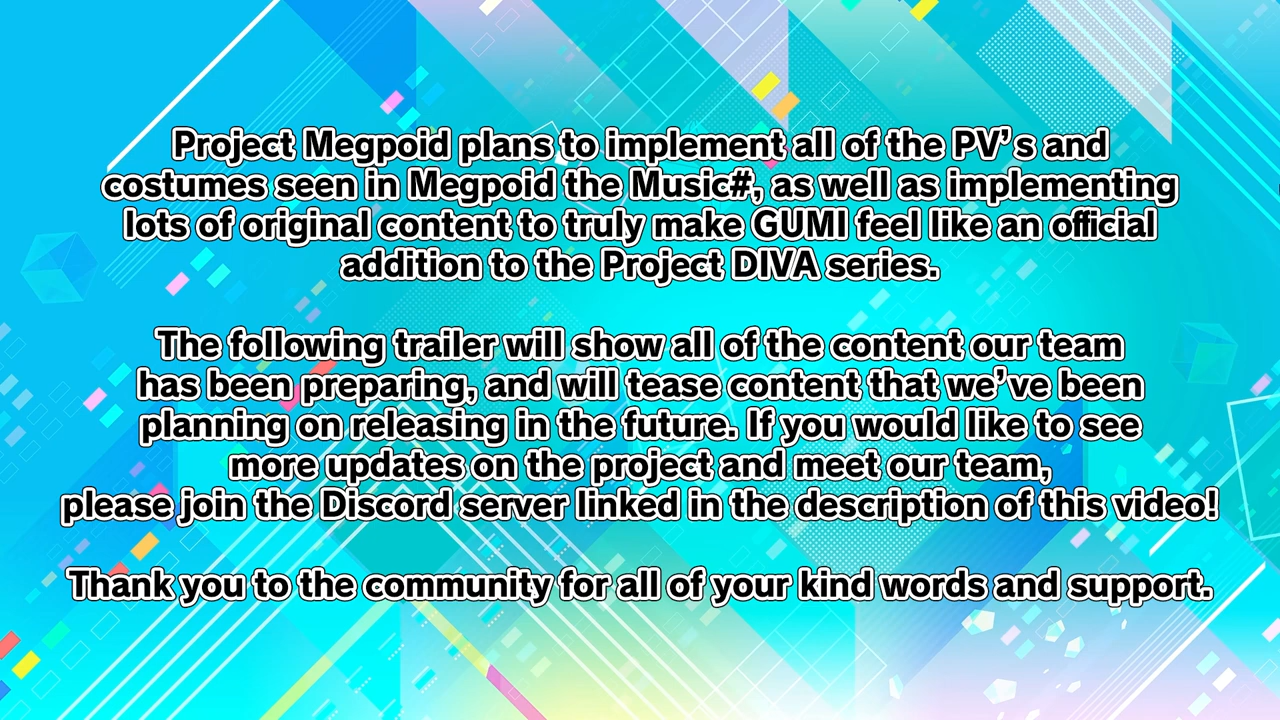 Project Megpoid plans to implement all of the PV's and
costumes seen in Megpoid the Music#, as well as implementing
lots of original content to truly make GUMI feel like an official
addition to the Project DIVA series.
The following trailer will show all of the content our team
has been preparing, and will tease content that we've been
planning on releasing in the future. If you would like to see
more updates on the project and meet our team,
please join the Discord server linked in the description of this video!
Thank you to the community for all of your kind words and support.